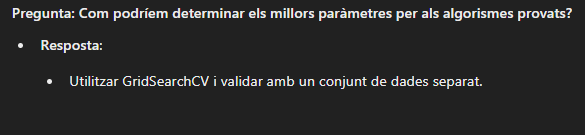 Pregunta: Com podríem determinar els millors paràmetres per als algorismes provats?
• Resposta:
• Utilitzar GridSearchCV i validar amb un conjunt de dades separat.